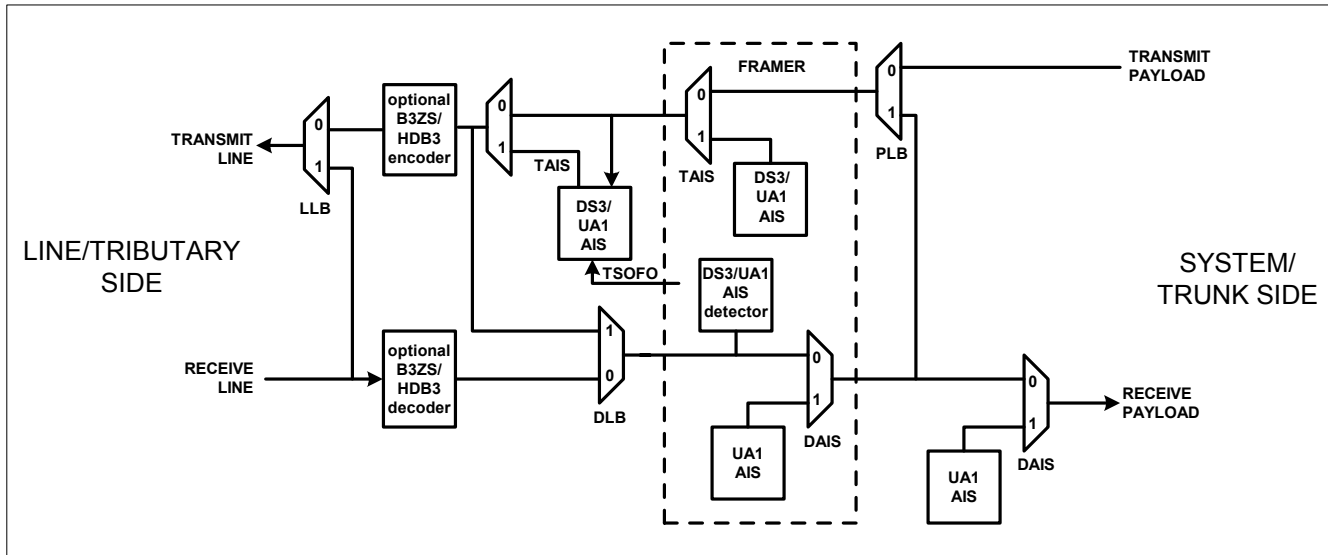 FRAMER
TRANSMIT
PAYLOAD
0
1
PLB
0
1
TAIS
DS3/
UA1
AIS
0
1
TAIS
DS3/
UA1
AIS
TSOFO
optional
B3ZS/
HDB3
encoder
0
1
LLB
TRANSMIT
LINE
LINE/TRIBUTARY
SIDE
SYSTEM/
TRUNK SIDE
RECEIVE
LINE
optional
B3ZS/
HDB3
decoder
1
0
DLB
DS3/UA1
AIS
detector
0
1
DAIS
UA1
AIS
0
1
DAIS
UA1
AIS
RECEIVE
PAYLOAD